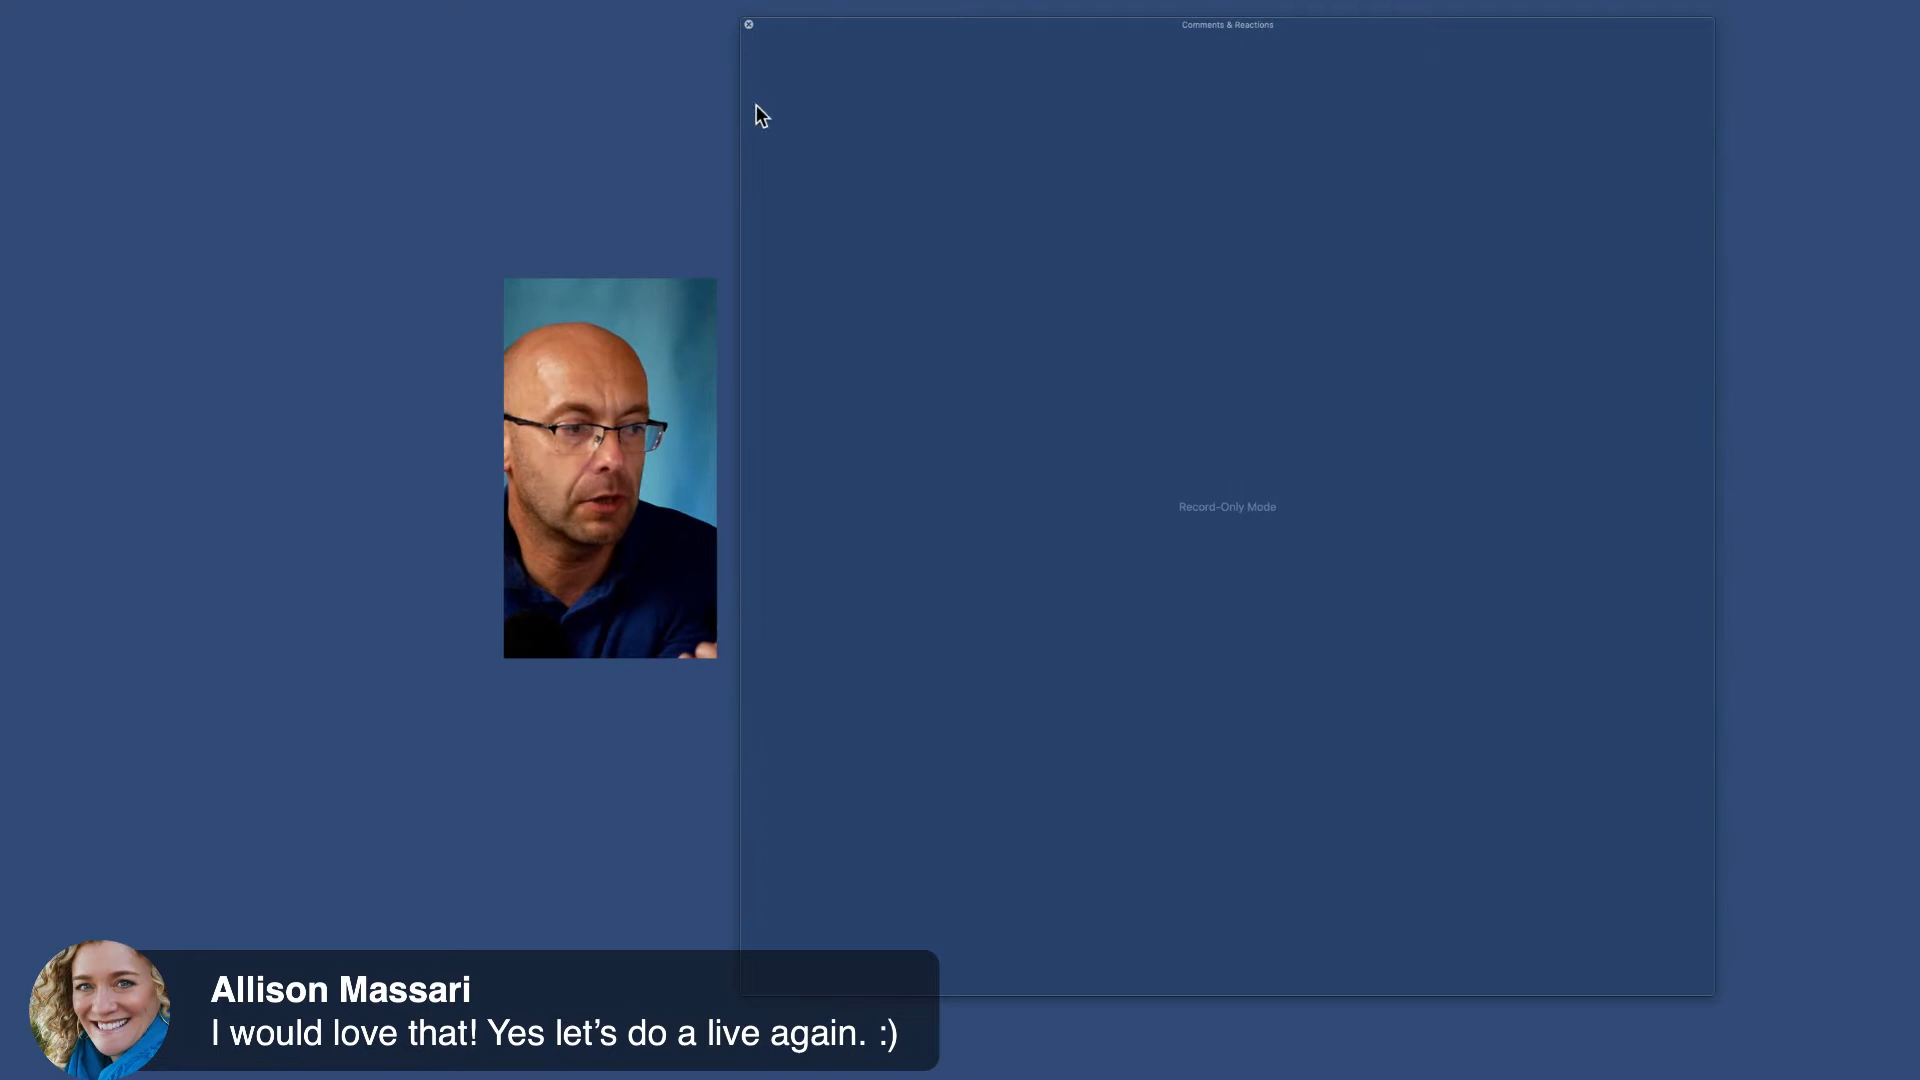 Comments & Reactions
Record-Only Mode
Allison Massari
I would love that! Yes let’s do a live again. :)